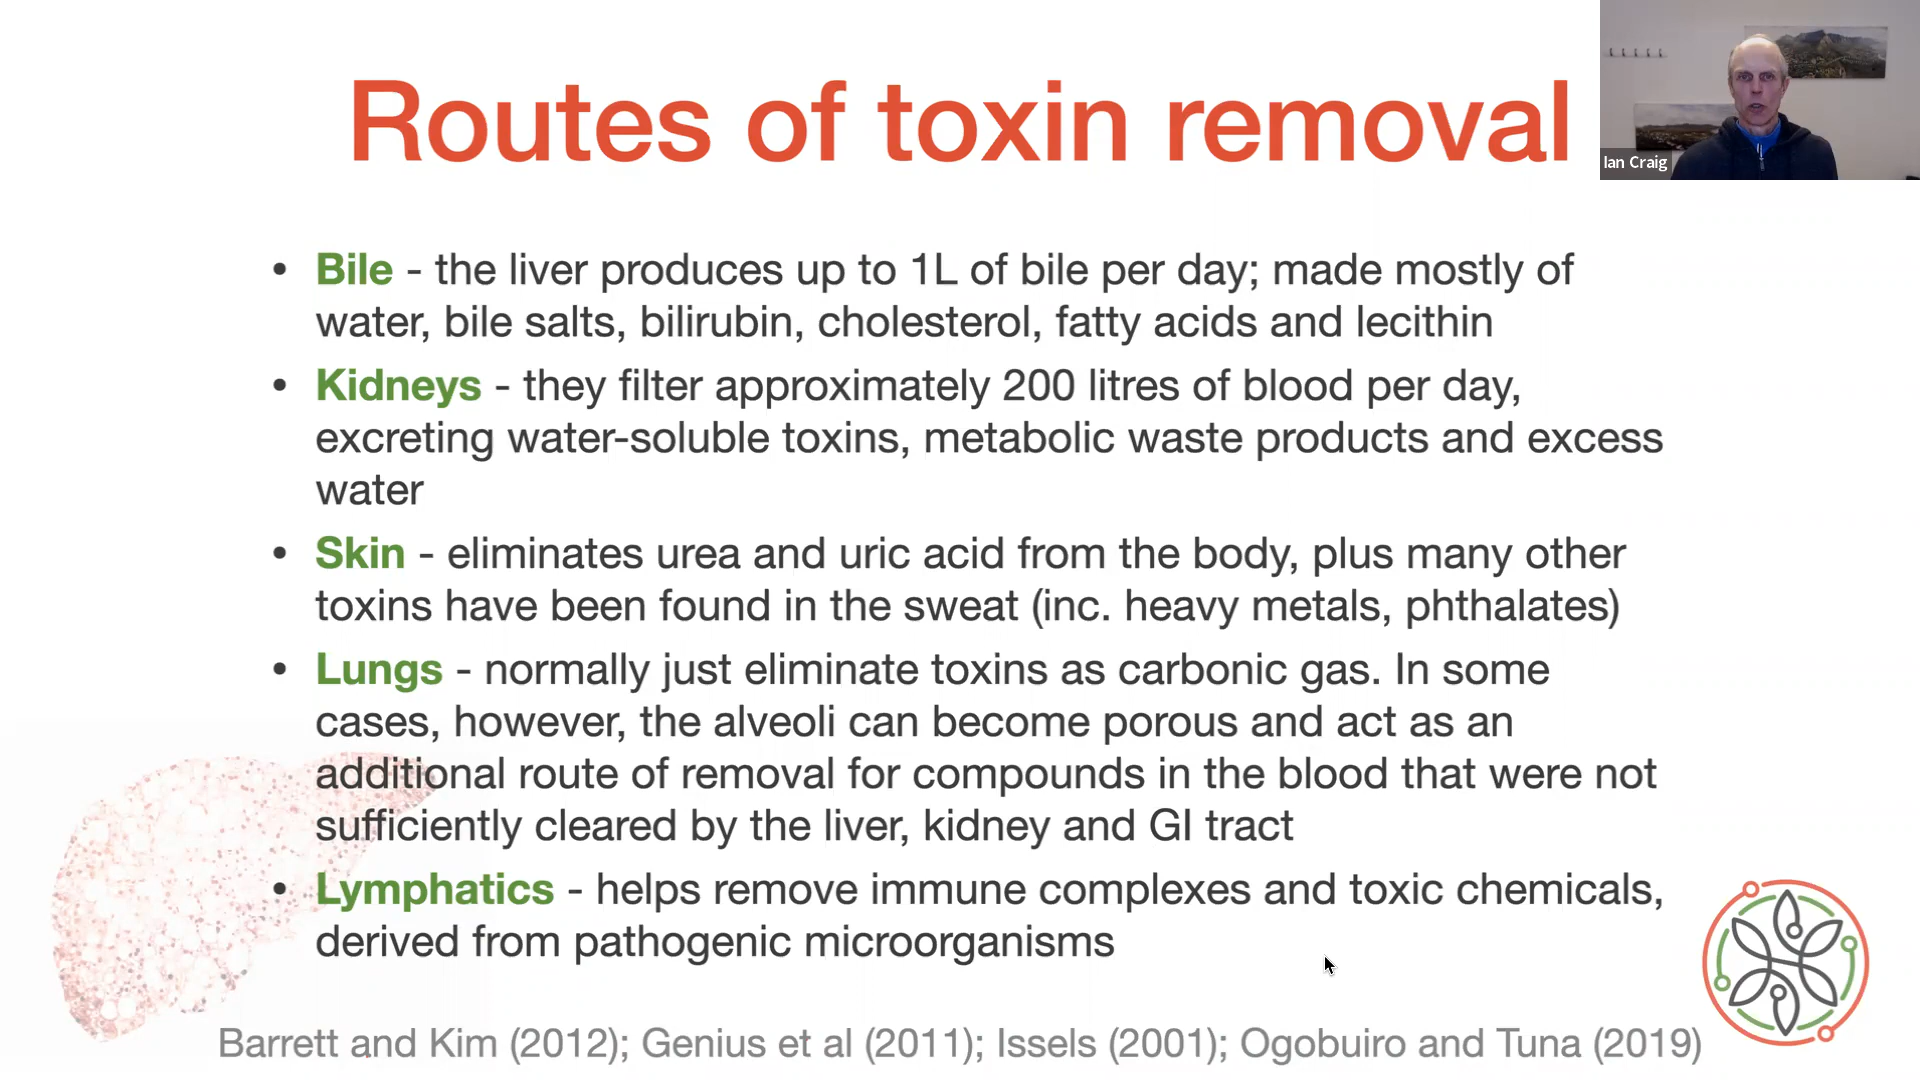 Routes of toxin removal
Ian Craig
• Bile - the liver produces up to 1L of bile per day; made mostly of
water, bile salts, bilirubin, cholesterol, fatty acids and lecithin
• Kidneys - they filter approximately 200 litres of blood per day,
excreting water-soluble toxins, metabolic waste products and excess
water
• Skin - eliminates urea and uric acid from the body, plus many other
toxins have been found in the sweat (inc. heavy metals, phthalates)
• Lungs - normally just eliminate toxins as carbonic gas. In some
cases, however, the alveoli can become porous and act as an
additional route of removal for compounds in the blood that were not
sufficiently cleared by the liver, kidney and GI tract
• Lymphatics - helps remove immune complexes and toxic chemicals,
derived from pathogenic microorganisms
Barrett and Kim (2012); Genius et al (2011); Issels (2001); Ogobuiro and Tuna (2019)